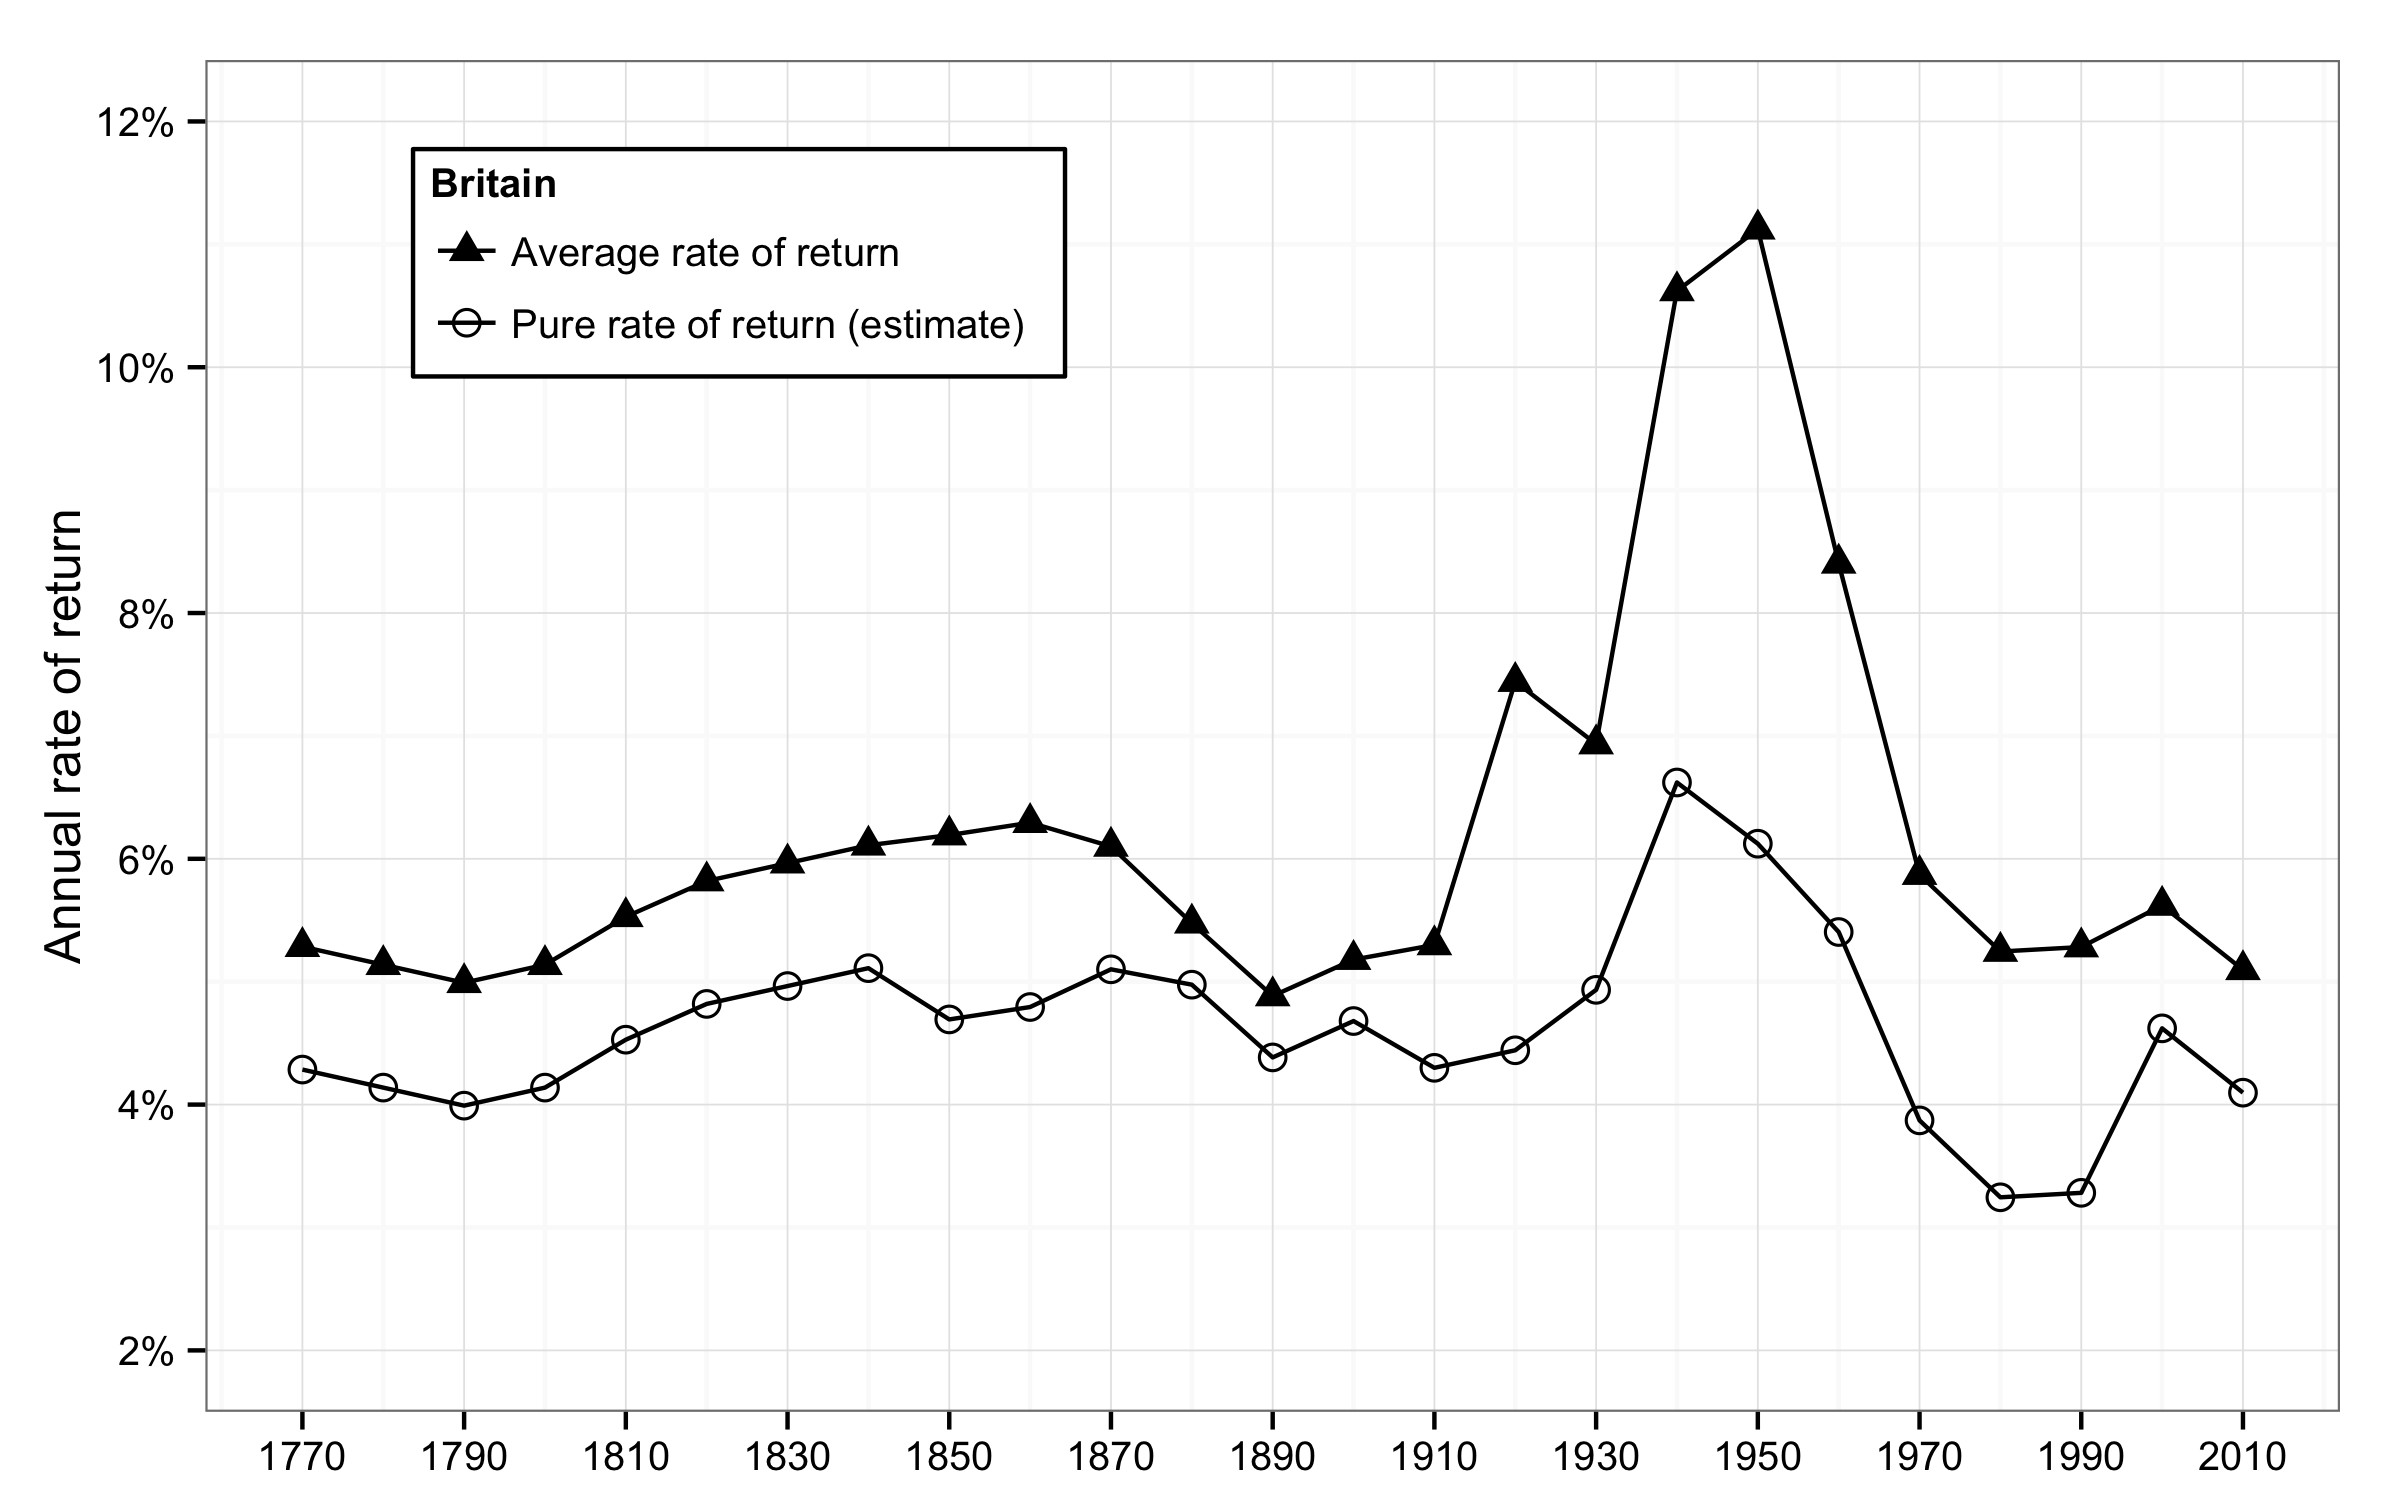 Britain
Average rate of return
Pure rate of return (estimate)
Annual rate of return
12%
10%
8%
6%
4%
2%
1770 1790 1810 1830 1850 1870 1890 1910 1930 1950 1970 1990 2010